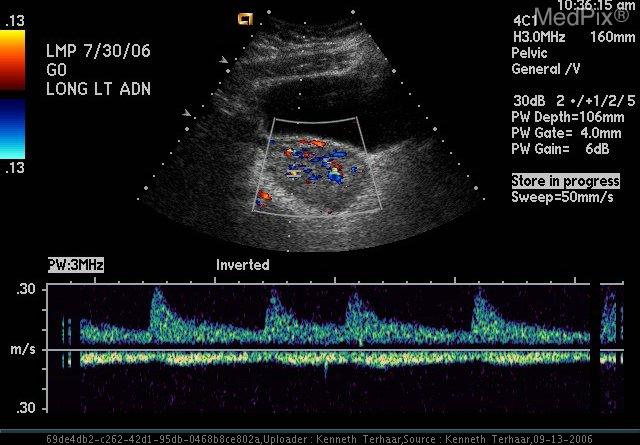 .13
.13
LMP 7/30/06
G0
LONG LT ADN
10:36:15 am
MedPix®
4C1
H3.0MHz 160mm
Pelvic
General /V
30dB 2 +/+1/2/ 5
PW Depth=106mm
PW Gate= 4.0mm
PW Gain= 6dB
Store in progress
Sweep=50mm/s
PW:3MHz
Inverted
.30
m/s
.30
69de4db2-c262-42d1-95db-0468b8ce802a,Uploader : Kenneth Terhaar,Source : Kenneth Terhaar,09-13-2006